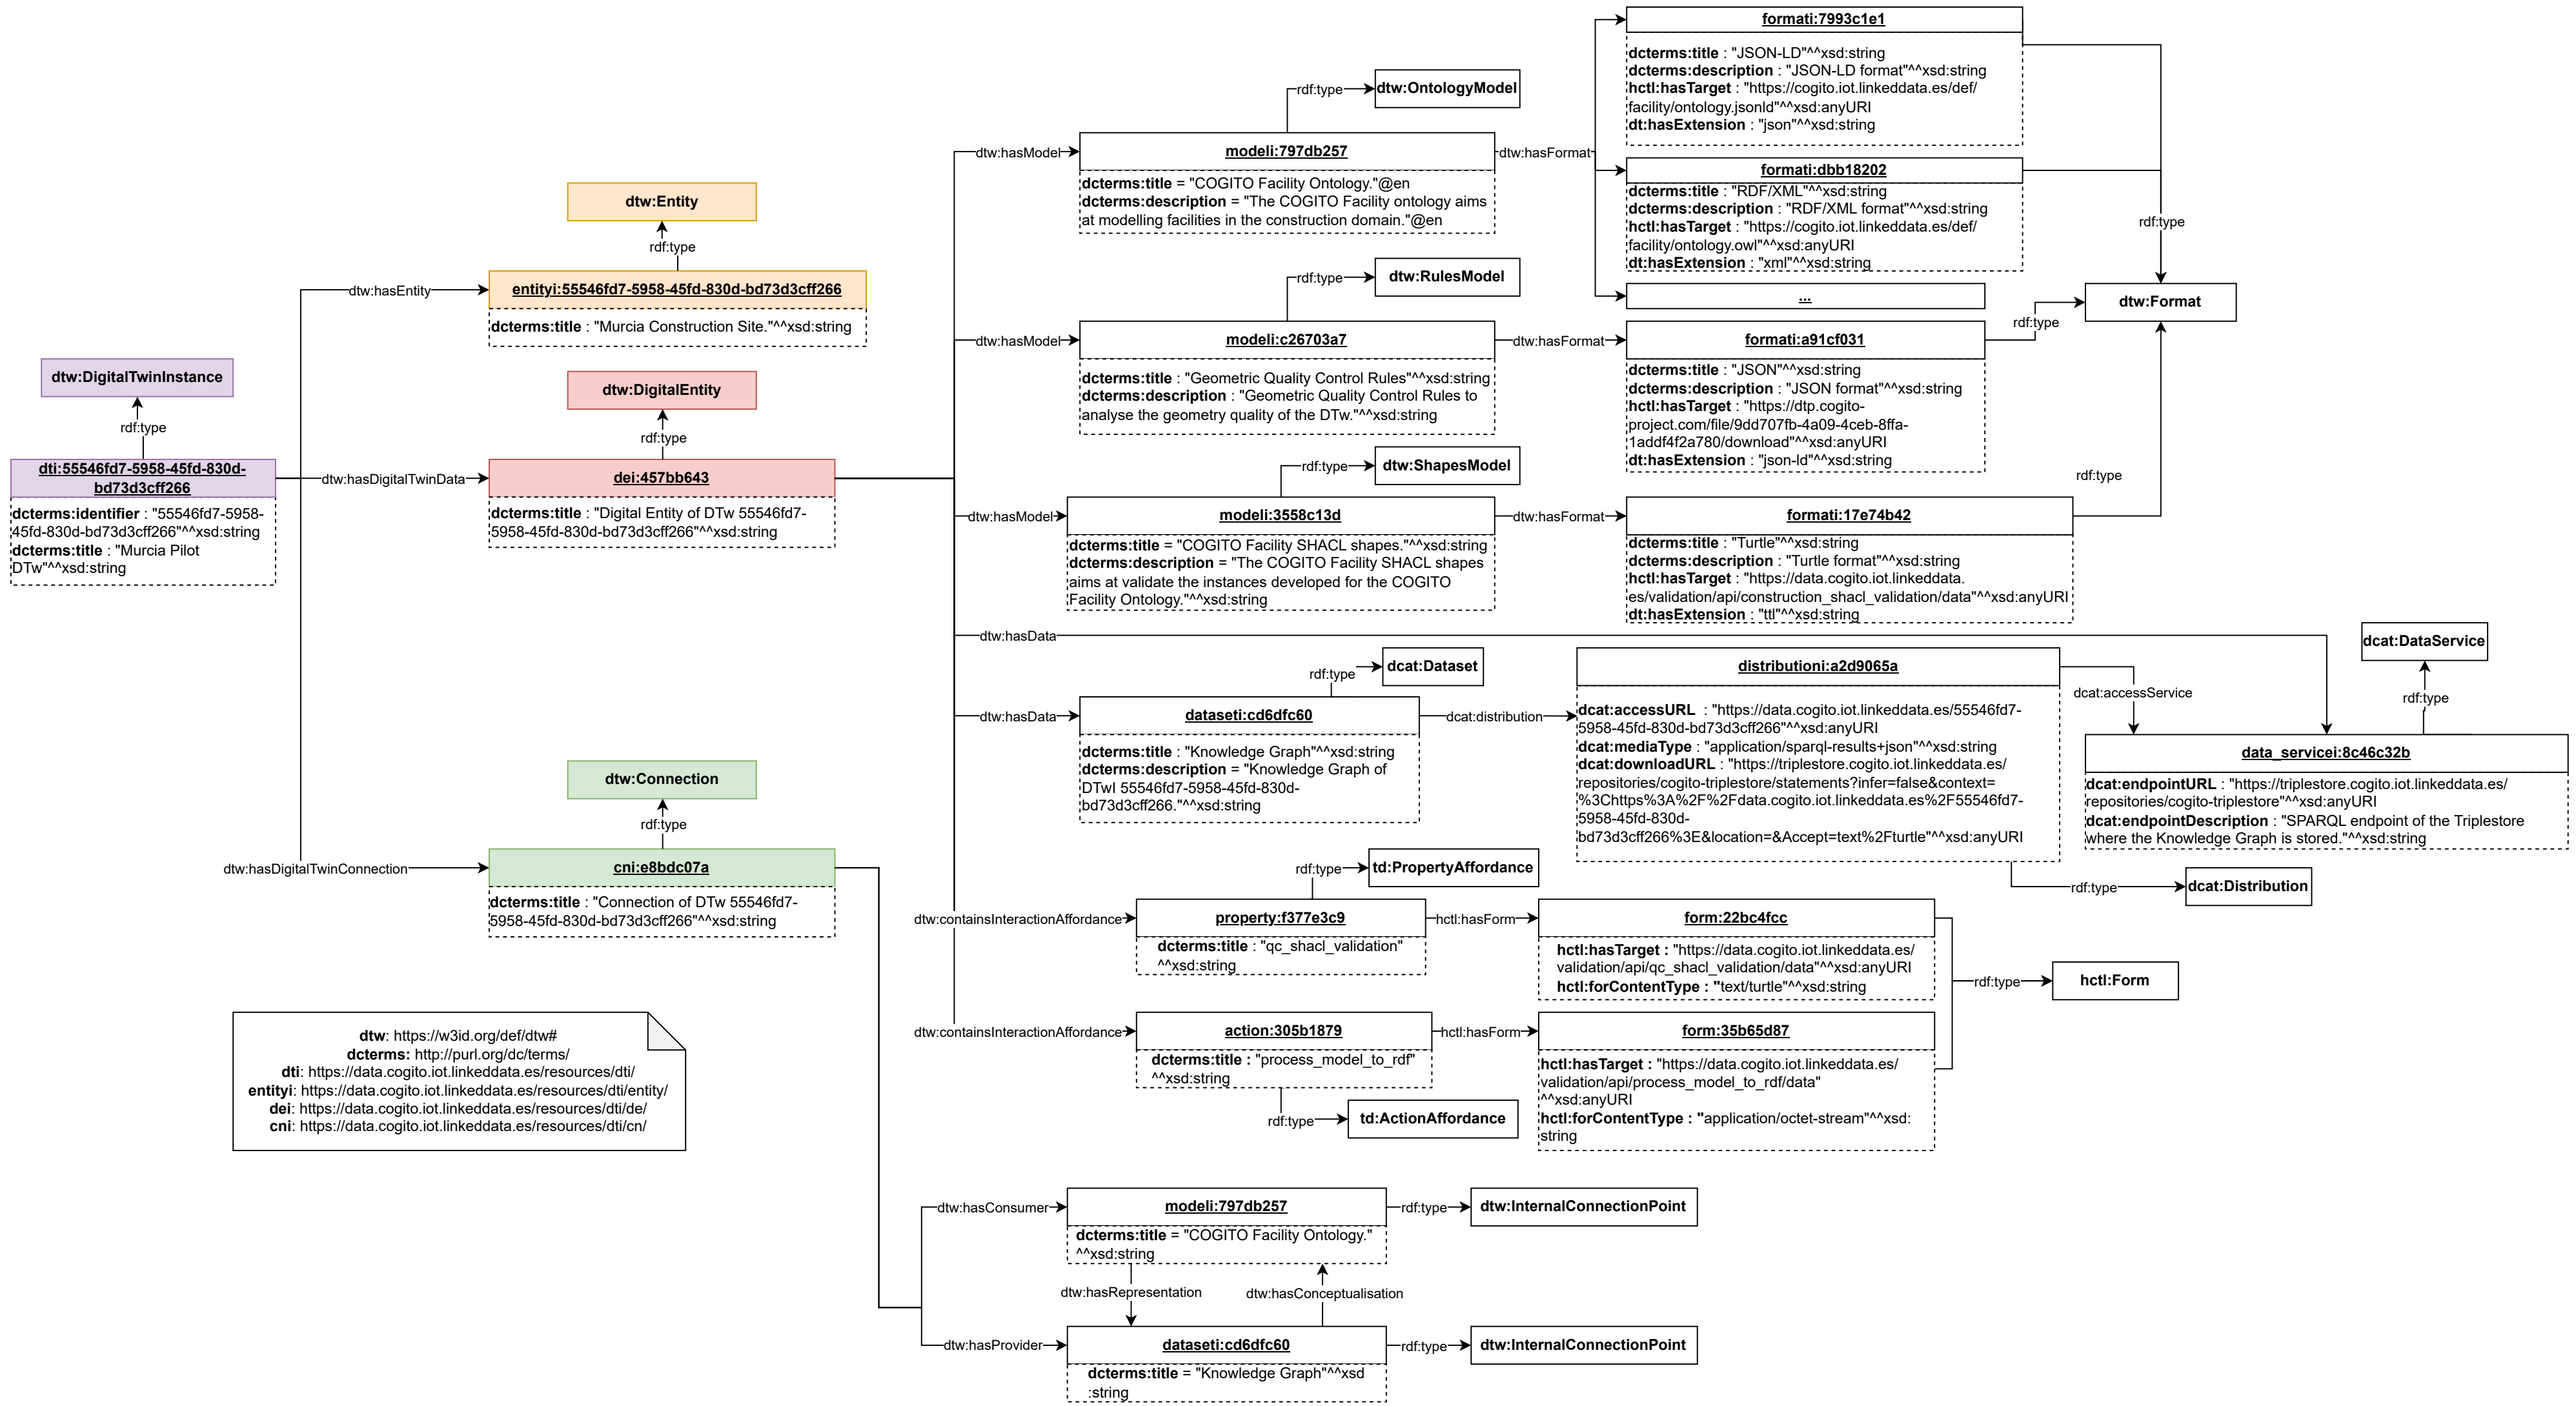 dtw:DigitalTwinInstance
rdf:type
dti:55546fd7-5958-45fd-830d-
bd73d3cff266
dcterms:identifier : "55546fd7-5958-
45fd-830d-bd73d3cff266"^^xsd:string
dcterms:title : "Murcia Pilot
DTw"^^xsd:string
dtw:hasEntity
dtw:hasDigitalTwinData
dtw:hasDigitalTwinConnection
dtw:Entity
rdf:type
entityi:55546fd7-5958-45fd-830d-bd73d3cff266
dcterms:title : "Murcia Construction Site."^^xsd:string
dtw:DigitalEntity
rdf:type
dei:457bb643
dcterms:title : "Digital Entity of DTw 55546fd7-
5958-45fd-830d-bd73d3cff266"^^xsd:string
dtw:Connection
rdf:type
cni:e8bdc07a
dcterms:title : "Connection of DTw 55546fd7-
5958-45fd-830d-bd73d3cff266"^^xsd:string
dtw: https://w3id.org/def/dtw#
dcterms: http://purl.org/dc/terms/
dti: https://data.cogito.iot.linkeddata.es/resources/dti/
entityi: https://data.cogito.iot.linkeddata.es/resources/dti/entity/
dei: https://data.cogito.iot.linkeddata.es/resources/dti/de/
cni: https://data.cogito.iot.linkeddata.es/resources/dti/cn/
dtw:hasModel
rdf:type
dtw:OntologyModel
modeli:797db257
dcterms:title = "COGITO Facility Ontology."@en
dcterms:description = "The COGITO Facility ontology aims
at modelling facilities in the construction domain."@en
dtw:hasFormat
formati:7993c1e1
dcterms:title : "JSON-LD"^^xsd:string
dcterms:description : "JSON-LD format"^^xsd:string
hctl:hasTarget : "https://cogito.iot.linkeddata.es/def/
facility/ontology.jsonld"^^xsd:anyURI
dt:hasExtension : "json"^^xsd:string
formati:dbb18202
dcterms:title : "RDF/XML"^^xsd:string
dcterms:description : "RDF/XML format"^^xsd:string
hctl:hasTarget : "https://cogito.iot.linkeddata.es/def/
facility/ontology.owl"^^xsd:anyURI
dt:hasExtension : "xml"^^xsd:string
...
rdf:type
dtw:Format
dtw:hasModel
rdf:type
dtw:RulesModel
modeli:c26703a7
dcterms:title : "Geometric Quality Control Rules"^^xsd:string
dcterms:description : "Geometric Quality Control Rules to
analyse the geometry quality of the DTw."^^xsd:string
dtw:hasFormat
formati:a91cf031
dcterms:title : "JSON"^^xsd:string
dcterms:description : "JSON format"^^xsd:string
hctl:hasTarget : "https://dtp.cogito-
project.com/file/9dd707fb-4a09-4ceb-8ffa-
1addf4f2a780/download"^^xsd:anyURI
dt:hasExtension : "json-ld"^^xsd:string
rdf:type
dtw:hasModel
rdf:type
dtw:ShapesModel
modeli:3558c13d
dcterms:title = "COGITO Facility SHACL shapes."^^xsd:string
dcterms:description = "The COGITO Facility SHACL shapes
aims at validate the instances developed for the COGITO
Facility Ontology."^^xsd:string
dtw:hasFormat
formati:17e74b42
dcterms:title : "Turtle"^^xsd:string
dcterms:description : "Turtle format"^^xsd:string
hctl:hasTarget : "https://data.cogito.iot.linkeddata.
es/validation/api/construction_shacl_validation/data"^^xsd:anyURI
dt:hasExtension : "ttl"^^xsd:string
rdf:type
dtw:hasData
dtw:hasData
rdf:type
dcat:Dataset
dataseti:cd6dfc60
dcterms:title : "Knowledge Graph"^^xsd:string
dcterms:description = "Knowledge Graph of
DTwI 55546fd7-5958-45fd-830d-
bd73d3cff266."^^xsd:string
dcat:distribution
distributioni:a2d9065a
dcat:accessURL : "https://data.cogito.iot.linkeddata.es/55546fd7-
5958-45fd-830d-bd73d3cff266"^^xsd:anyURI
dcat:mediaType : "application/sparql-results+json"^^xsd:string
dcat:downloadURL : "https://triplestore.cogito.iot.linkeddata.es/
repositories/cogito-triplestore/statements?infer=false&context=
%3Chttps%3A%2F%2Fdata.cogito.iot.linkeddata.es%2F55546fd7-
5958-45fd-830d-
bd73d3cff266%3E&location=&Accept=text%2Fturtle"^^xsd:anyURI
dcat:accessService
dcat:DataService
rdf:type
data_servicei:8c46c32b
dcat:endpointURL : "https://triplestore.cogito.iot.linkeddata.es/
repositories/cogito-triplestore"^^xsd:anyURI
dcat:endpointDescription : "SPARQL endpoint of the Triplestore
where the Knowledge Graph is stored."^^xsd:string
rdf:type
dcat:Distribution
dtw:containsInteractionAffordance
rdf:type
td:PropertyAffordance
property:f377e3c9
dcterms:title : "qc_shacl_validation"
^^xsd:string
hctl:hasForm
form:22bc4fcc
hctl:hasTarget : "https://data.cogito.iot.linkeddata.es/
validation/api/qc_shacl_validation/data"^^xsd:anyURI
hctl:forContentType : "text/turtle"^^xsd:string
rdf:type
hctl:Form
dtw:containsInteractionAffordance
action:305b1879
dcterms:title : "process_model_to_rdf"
^^xsd:string
rdf:type
td:ActionAffordance
hctl:hasForm
form:35b65d87
hctl:hasTarget : "https://data.cogito.iot.linkeddata.es/
validation/api/process_model_to_rdf/data"
^^xsd:anyURI
hctl:forContentType : "application/octet-stream"^^xsd:
string
dtw:hasConsumer
modeli:797db257
dcterms:title = "COGITO Facility Ontology."
^^xsd:string
rdf:type
dtw:InternalConnectionPoint
dtw:hasRepresentation
dtw:hasConceptualisation
dtw:hasProvider
dataseti:cd6dfc60
dcterms:title = "Knowledge Graph"^^xsd
:string
rdf:type
dtw:InternalConnectionPoint